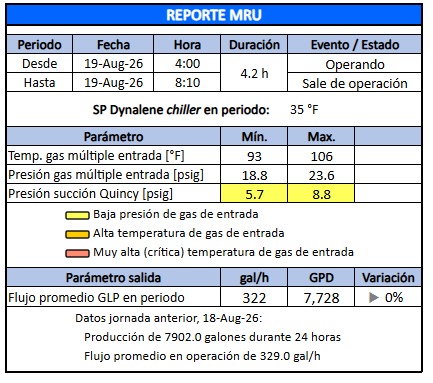 REPORTE MRU
Periodo Fecha Hora Duración Evento / Estado
Desde 19-Aug-26 4:00 4.2 h Operando
Hasta 19-Aug-26 8:10 Sale de operación
SP Dynalene chiller en periodo: 35 °F
Parámetro Mín. Max.
Temp. gas múltiple entrada [°F] 93 106
Presión gas múltiple entrada [psig] 18.8 23.6
Presión succión Quincy [psig] 5.7 8.8
Baja presión de gas de entrada
Alta temperatura de gas de entrada
Muy alta (crítica) temperatura de gas de entrada
Parámetro salida gal/h GPD Variación
Flujo promedio GLP en periodo 322 7,728 ▶ 0%
Datos jornada anterior, 18-Aug-26:
Producción de 7902.0 galones durante 24 horas
Flujo promedio en operación de 329.0 gal/h